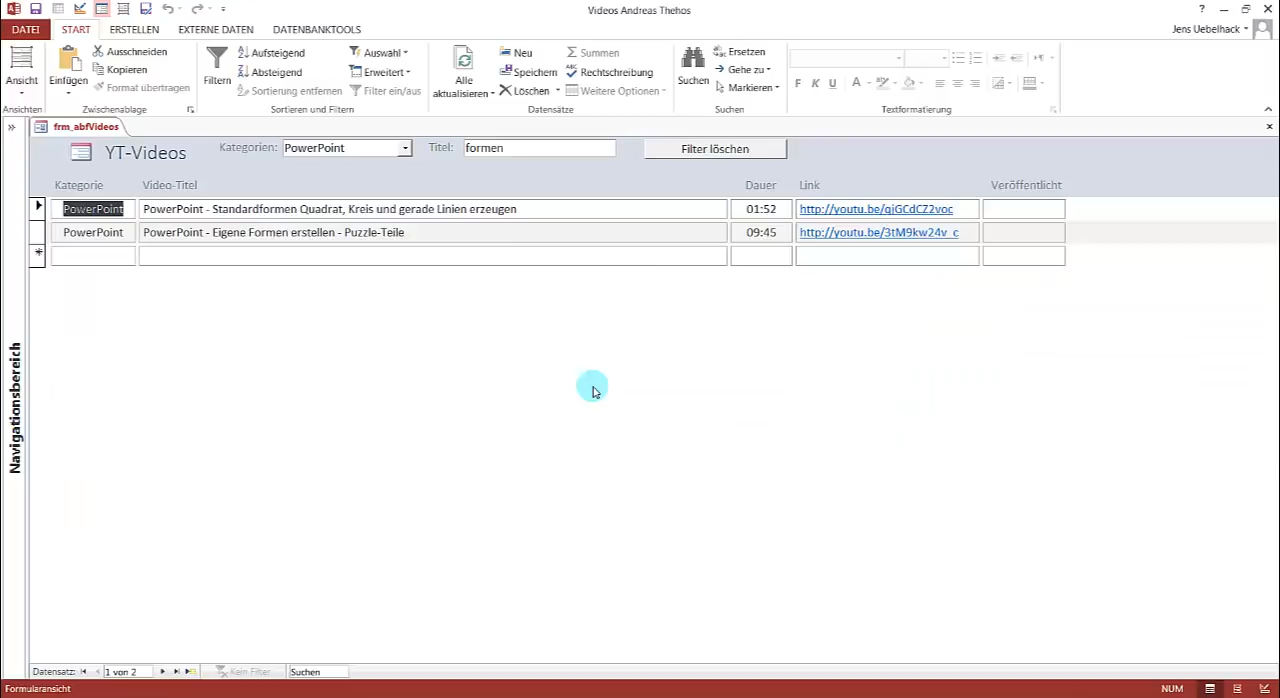 Videos Andreas Thehos
?
DATEI START ERSTELLEN EXTERNE DATEN DATENBANKTOOLS
Jens Uebelhack
Ansicht
Ansichten
Einfügen
Ausschneiden
Kopieren
Format übertragen
Zwischenablage
Filtern
Aufsteigend
Absteigend
Sortierung entfernen
Auswahl
Erweitert
Filter ein/aus
Sortieren und Filtern
Alle
aktualisieren
Neu
Speichern
Löschen
Summen
Rechtschreibung
Weitere Optionen
Datensätze
Suchen
Ersetzen
Gehe zu
Markieren
Suchen
F K U A
Textformatierung
frm_abfVideos
YT-Videos Kategorien: PowerPoint Titel: formen Filter löschen
Kategorie Video-Titel Dauer Link Veröffentlicht
PowerPoint PowerPoint - Standardformen Quadrat, Kreis und gerade Linien erzeugen 01:52 http://youtu.be/qjGCdCZ2voc
PowerPoint PowerPoint - Eigene Formen erstellen - Puzzle-Teile 09:45 http://youtu.be/3tM9kw24v_c
Navigationsbereich
Datensatz: 1 von 2 Kein Filter Suchen
Formularansicht NUM